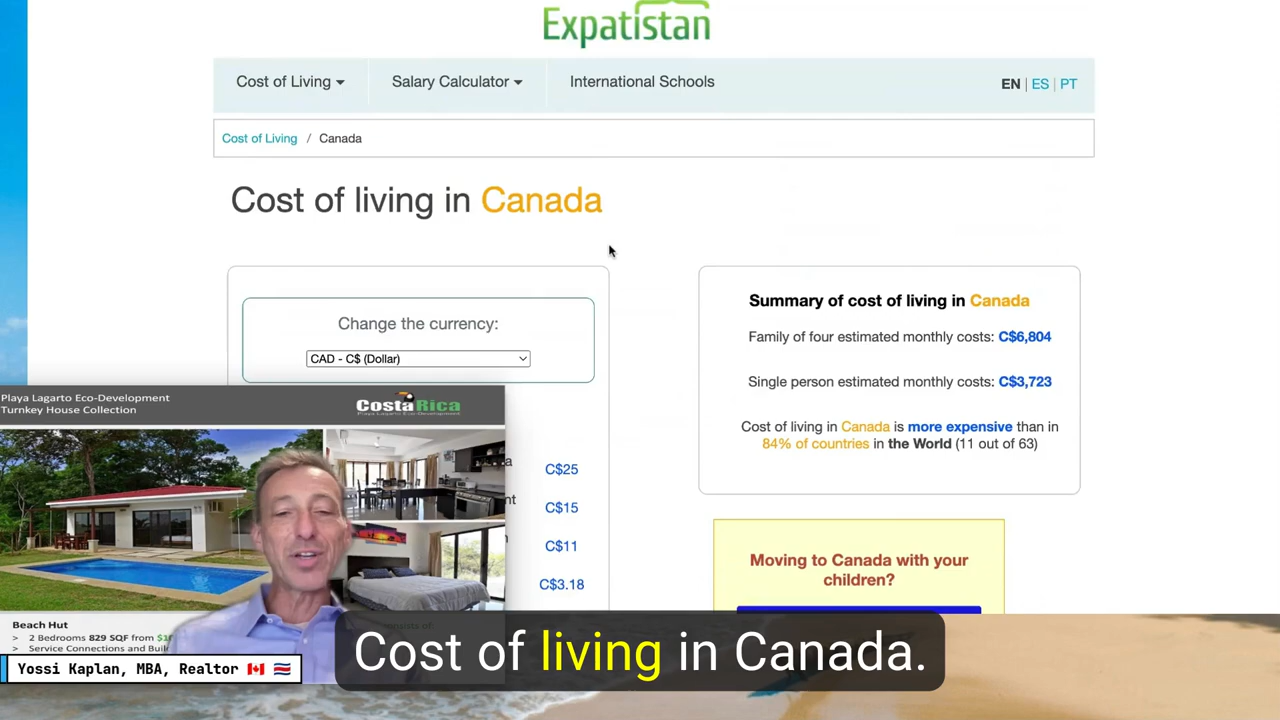 Expatistan
Cost of Living
Salary Calculator
International Schools
EN | ES | PT
Cost of Living / Canada
Cost of living in Canada
Change the currency:
CAD - C$ (Dollar)
C$25
C$15
C$11
C$3.18
Summary of cost of living in Canada
Family of four estimated monthly costs: C$6,804
Single person estimated monthly costs: C$3,723
Cost of living in Canada is more expensive than in
84% of countries in the World (11 out of 63)
Moving to Canada with your
children?
Playa Lagarto Eco-Development
Turnkey House Collection
CostaRica
Playa Lagarto Eco-Development
Beach Hut
> 2 Bedrooms 829 SQF from
> Service Connections and
Yossi Kaplan, MBA, Realtor
Cost of living in Canada.